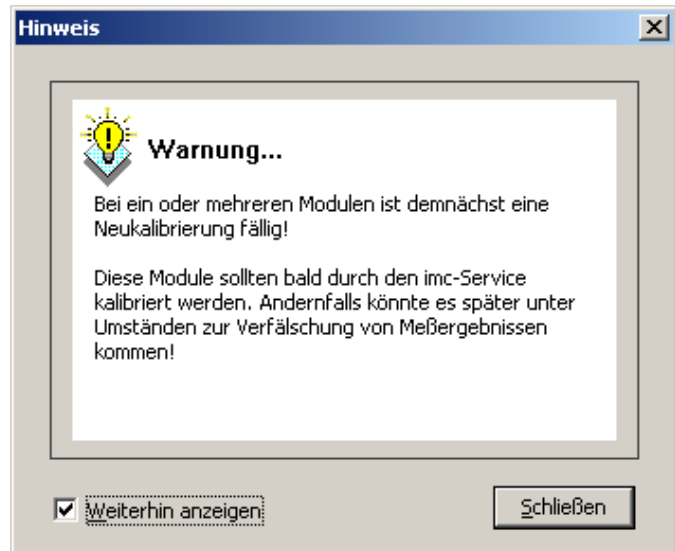 Hinweis
Warnung...
Bei ein oder mehreren Modulen ist demnächst eine
Neukalibrierung fällig!
Diese Module sollten bald durch den imc-Service
kalibriert werden. Andernfalls könnte es später unter
Umständen zur Verfälschung von Meßergebnissen
kommen!
Weiterhin anzeigen
Schließen